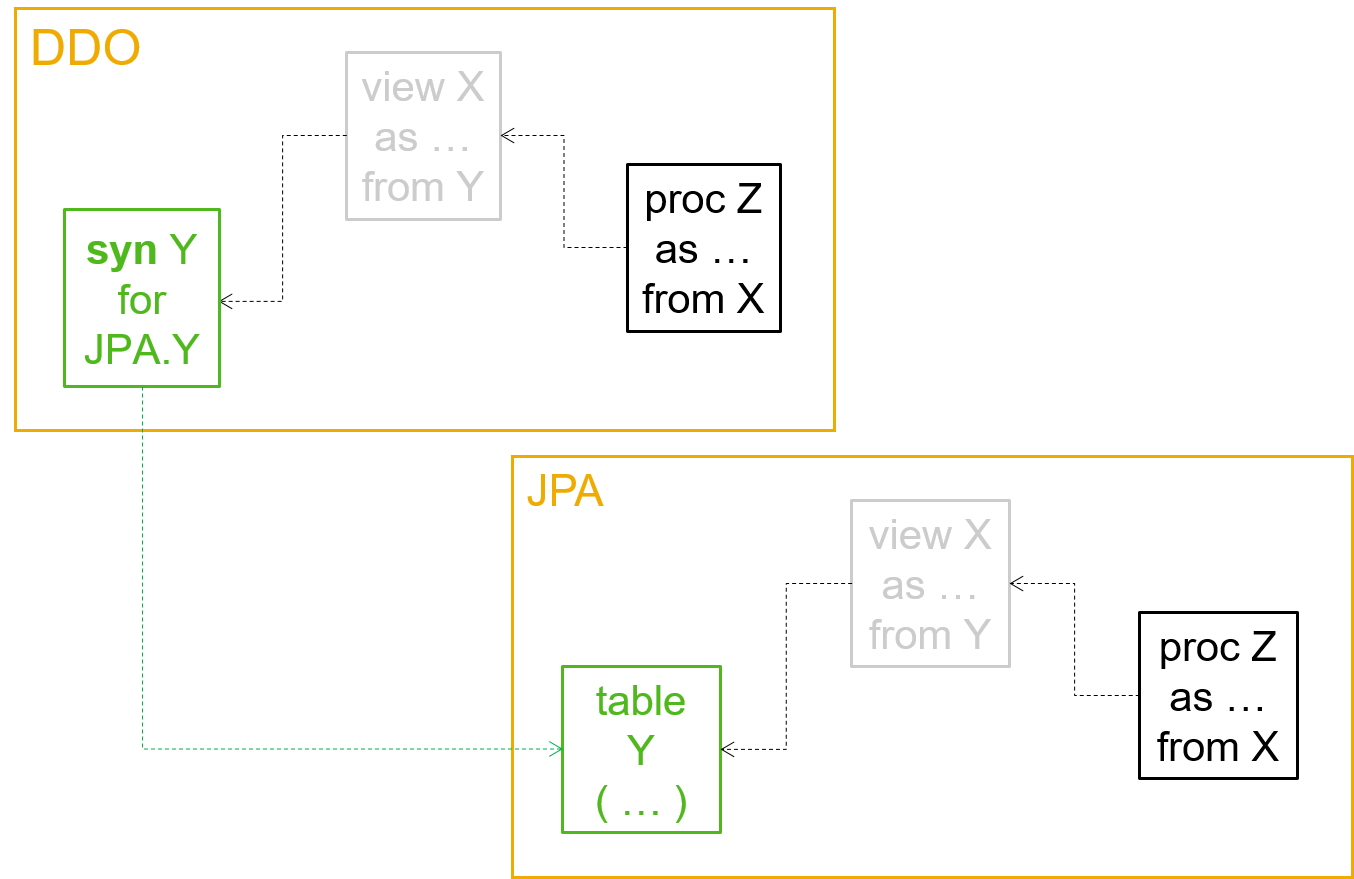 DDO
view X
as …
from Y
proc Z
as …
from X
syn Y
for
JPA.Y
JPA
view X
as …
from Y
proc Z
as …
from X
table
Y
( … )